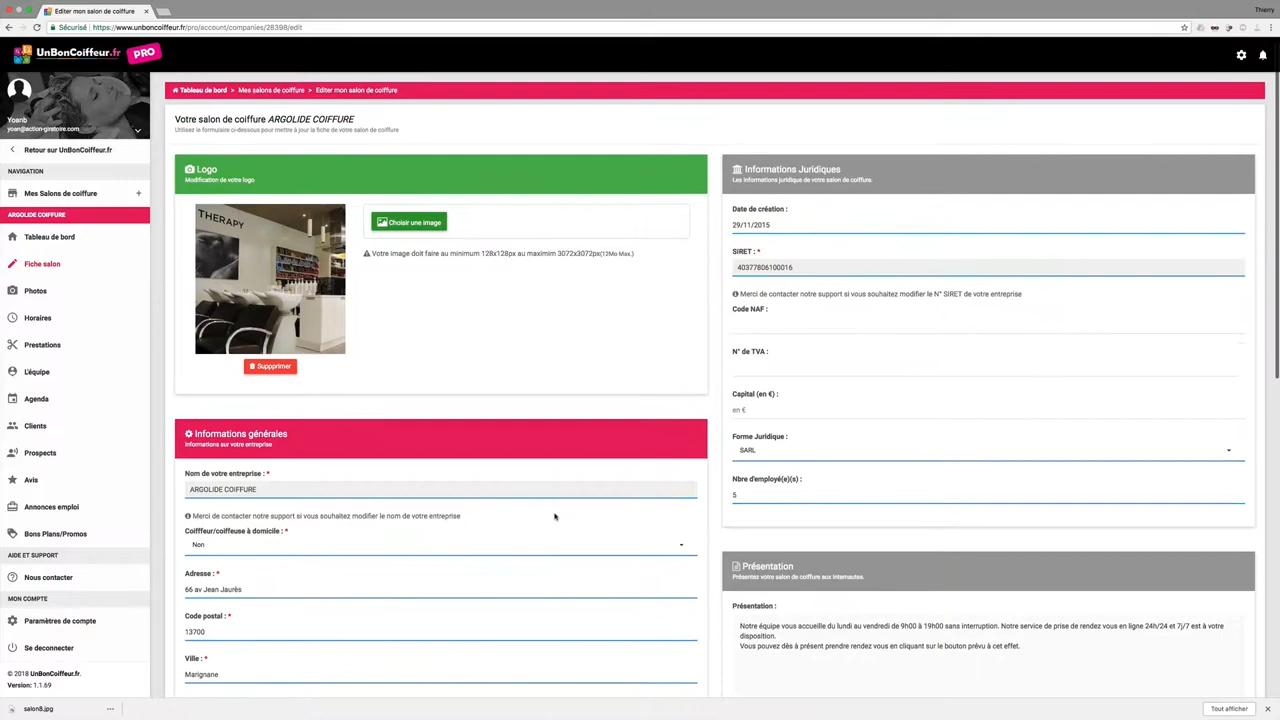 Editer mon salon de coiffure
Thierry
Sécurisé https://www.unboncoiffeur.fr/pro/account/companies/28398/edit
UnBonCoiffeur.fr PRO
Yoanb
yoan@action-giratoire.com
Retour sur UnBonCoiffeur.fr
NAVIGATION
Mes Salons de coiffure +
ARGOLIDE COIFFURE
Tableau de bord
Fiche salon
Photos
Horaires
Prestations
L'équipe
Agenda
Clients
Prospects
Avis
Annonces emploi
Bons Plans/Promos
AIDE ET SUPPORT
Nous contacter
MON COMPTE
Paramètres de compte
Se deconnecter
© 2018 UnBonCoiffeur.fr.
Version: 1.1.69
Tableau de bord > Mes salons de coiffure > Editer mon salon de coiffure
Votre salon de coiffure ARGOLIDE COIFFURE
Utilisez le formulaire ci-dessous pour mettre à jour la fiche de votre salon de coiffure
Logo
Modification de votre logo
THERAPY
Choisir une image
Votre image doit faire au minimum 128x128px au maximim 3072x3072px(12Mo Max.)
Suppprimer
Informations générales
Informations sur votre entreprise
Nom de votre entreprise : *
ARGOLIDE COIFFURE
Merci de contacter notre support si vous souhaitez modifier le nom de votre entreprise
Coifffeur/coiffeuse à domicile : *
Non
Adresse : *
66 av Jean Jaurès
Code postal : *
13700
Ville : *
Marignane
Informations Juridiques
Les informations juridique de votre salon de coiffure.
Date de création :
29/11/2015
SIRET : *
40377806100016
Merci de contacter notre support si vous souhaitez modifier le N° SIRET de votre entreprise
Code NAF :
N° de TVA :
Capital (en €) :
en €
Forme Juridique :
SARL
Nbre d'employé(e)(s) :
5
Présentation
Présentez votre salon de coiffure aux internautes.
Présentation :
Notre équipe vous accueille du lundi au vendredi de 9h00 à 19h00 sans interruption. Notre service de prise de rendez vous en ligne 24h/24 et 7j/7 est à votre
disposition.
Vous pouvez dès à présent prendre rendez vous en cliquant sur le bouton prévu à cet effet.
salon8.jpg
Tout afficher